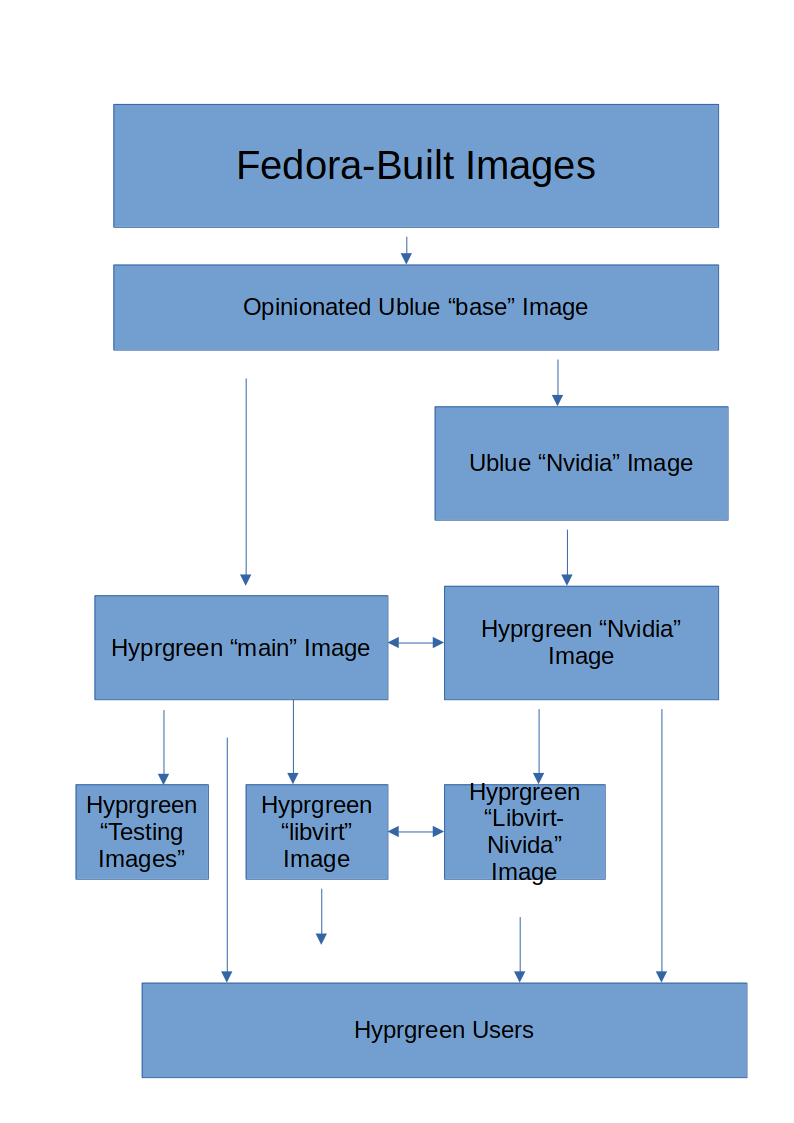 Fedora-Built Images
Opinionated Ublue “base” Image
Ublue “Nvidia” Image
Hyprgreen “main” Image
Hyprgreen “Nvidia”
Image
Hyprgreen
“Testing
Images”
Hyprgreen
“libvirt”
Image
Hyprgreen
“Libvirt-
Nivida”
Image
Hyprgreen Users